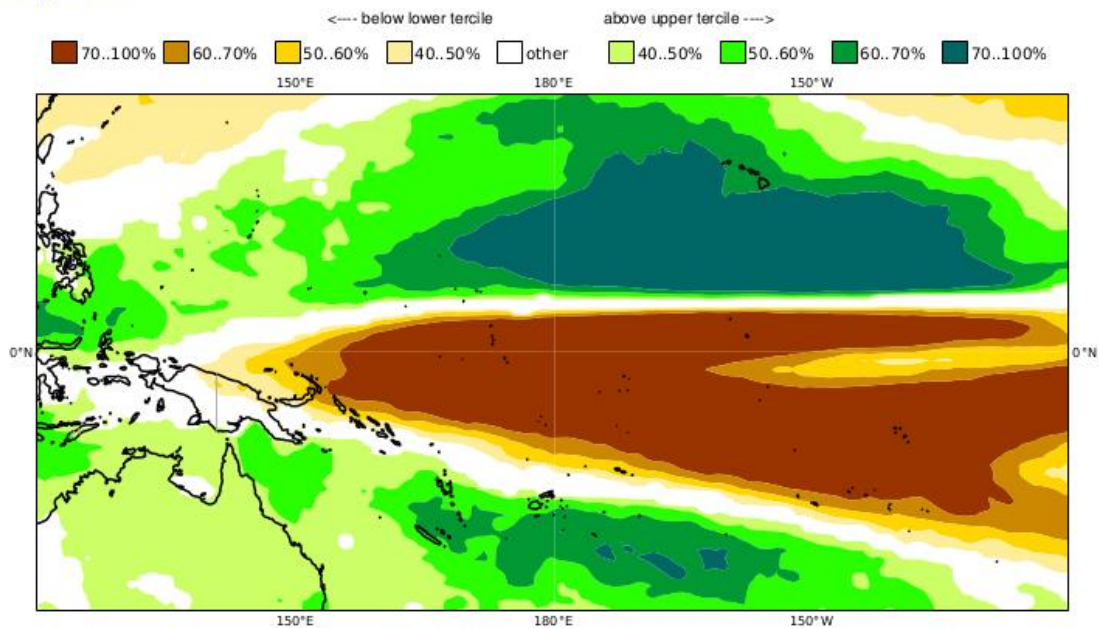 <---- below lower tercile above upper tercile ---->
70..100% 60..70% 50..60% 40..50% other 40..50% 50..60% 60..70% 70..100%
150°E 180°E 150°W
0°N 0°N
150°E 180°E 150°W